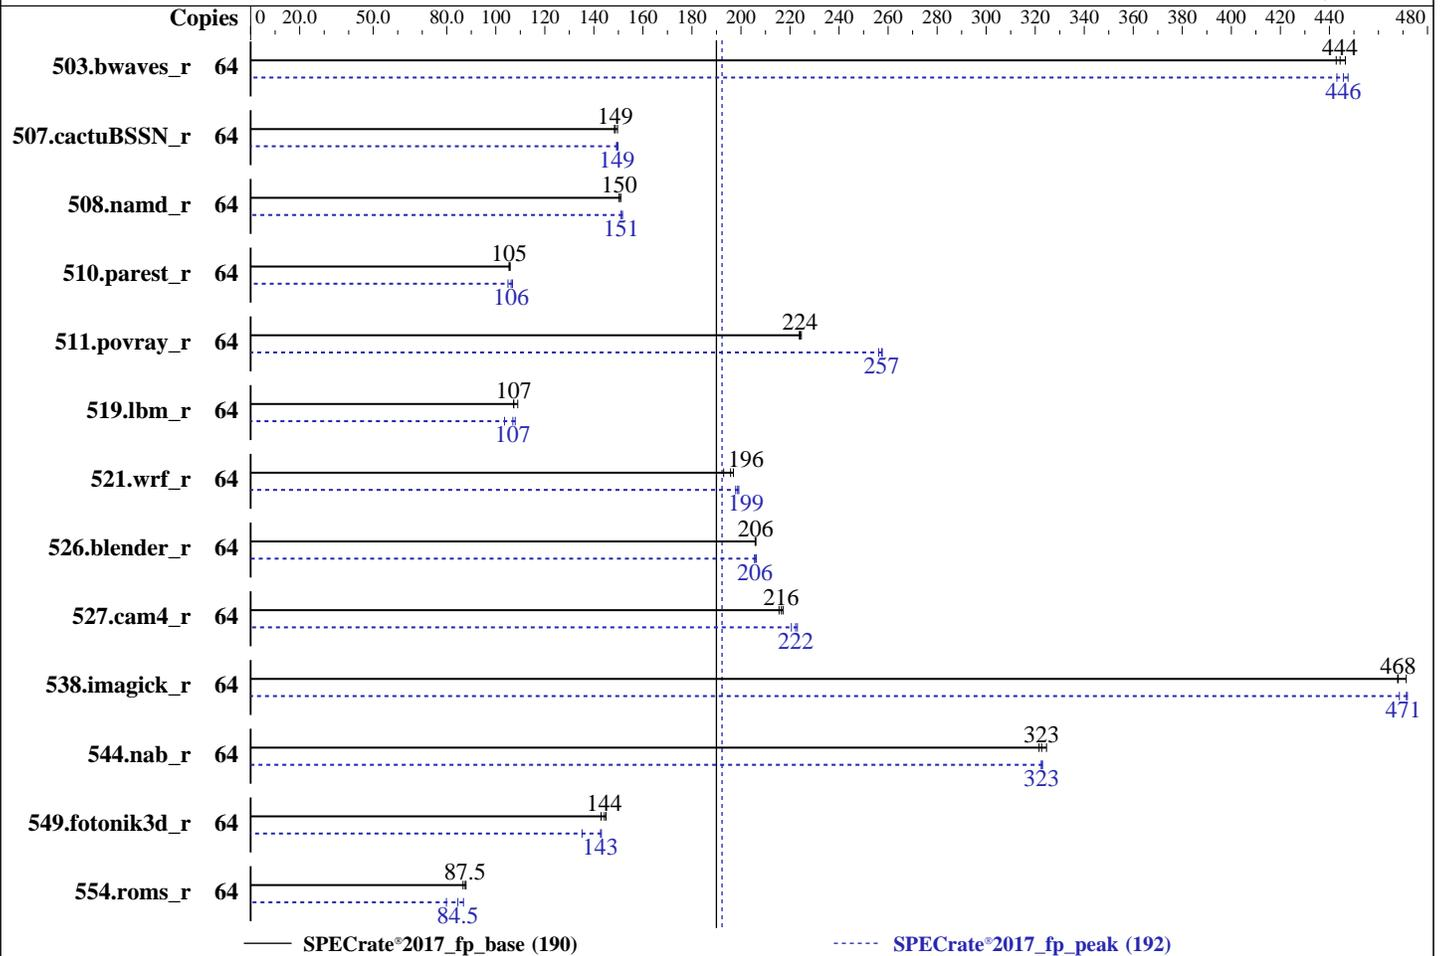 Copies 0 20.0 50.0 80.0 100 120 140 160 180 200 220 240 260 280 300 320 340 360 380 400 420 440 480
444
503.bwaves_r 64
446
149
507.cactuBSSN_r 64
149
150
508.namd_r 64
151
105
510.parest_r 64
106
224
511.povray_r 64
257
107
519.lbm_r 64
107
196
521.wrf_r 64
199
206
526.blender_r 64
206
216
527.cam4_r 64
222
468
538.imagick_r 64
471
323
544.nab_r 64
323
144
549.fotonik3d_r 64
143
87.5
554.roms_r 64
84.5
SPECrate®2017_fp_base (190) SPECrate®2017_fp_peak (192)